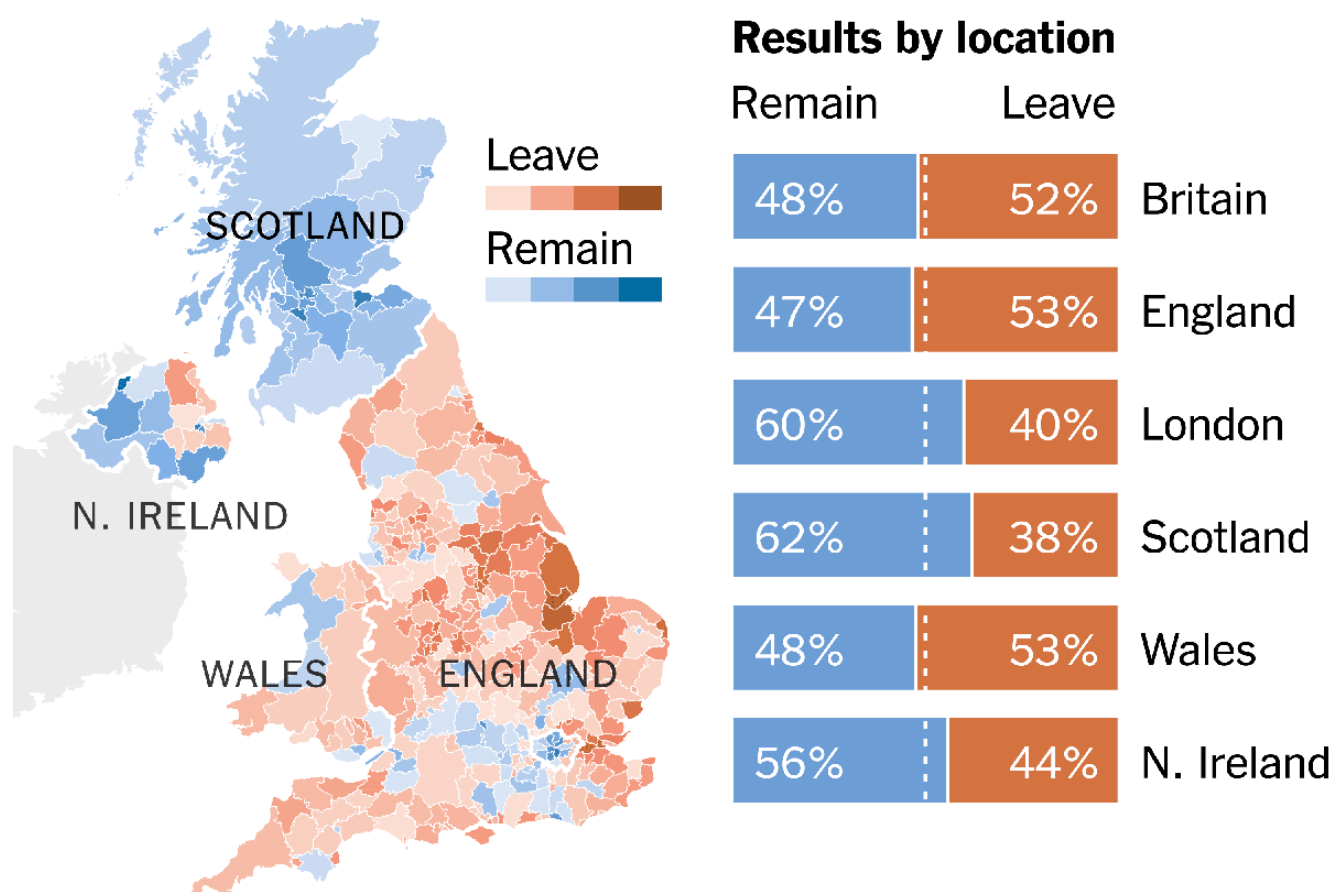 SCOTLAND
N. IRELAND
WALES
ENGLAND
Leave
Remain
Results by location
Remain Leave
48% 52% Britain
47% 53% England
60% 40% London
62% 38% Scotland
48% 53% Wales
56% 44% N. Ireland